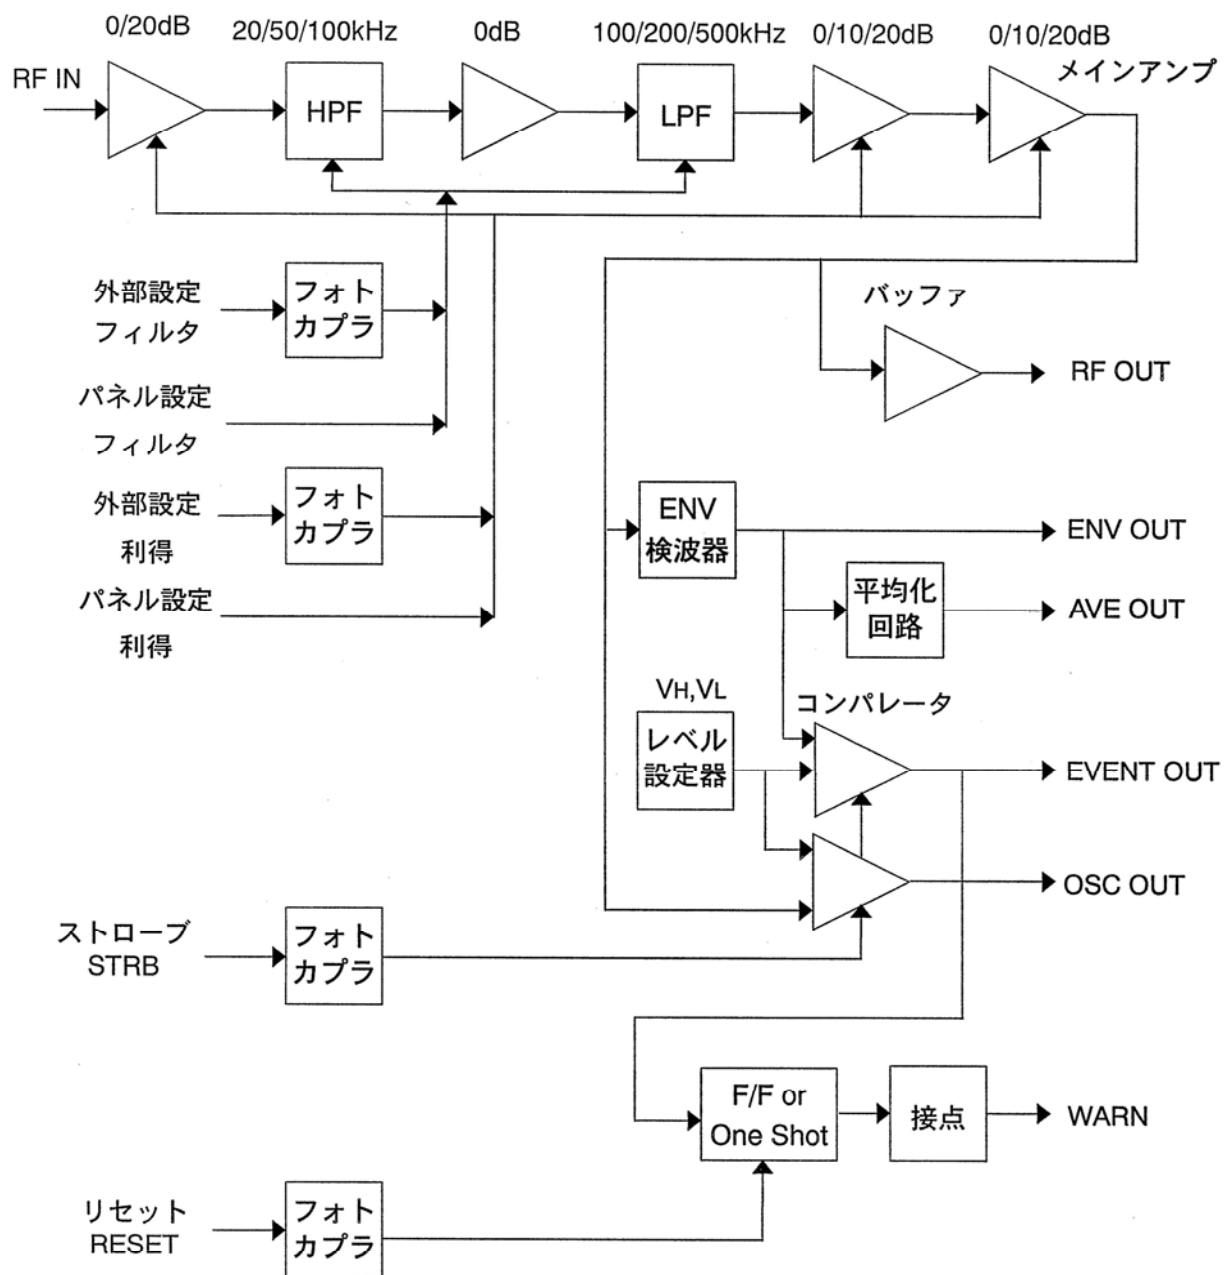 0/20dB
20/50/100kHz
0dB
100/200/500kHz
0/10/20dB
0/10/20dB
メインアンプ
RF IN
HPF
LPF
外部設定
フィルタ
フォト
カプラ
バッファ
RF OUT
パネル設定
フィルタ
外部設定
利得
フォト
カプラ
ENV
検波器
ENV OUT
パネル設定
利得
平均化
回路
AVE OUT
VH,VL
コンパレータ
レベル
設定器
EVENT OUT
OSC OUT
ストローブ
STRB
フォト
カプラ
F/F or
One Shot
接点
WARN
リセット
RESET
フォト
カプラ